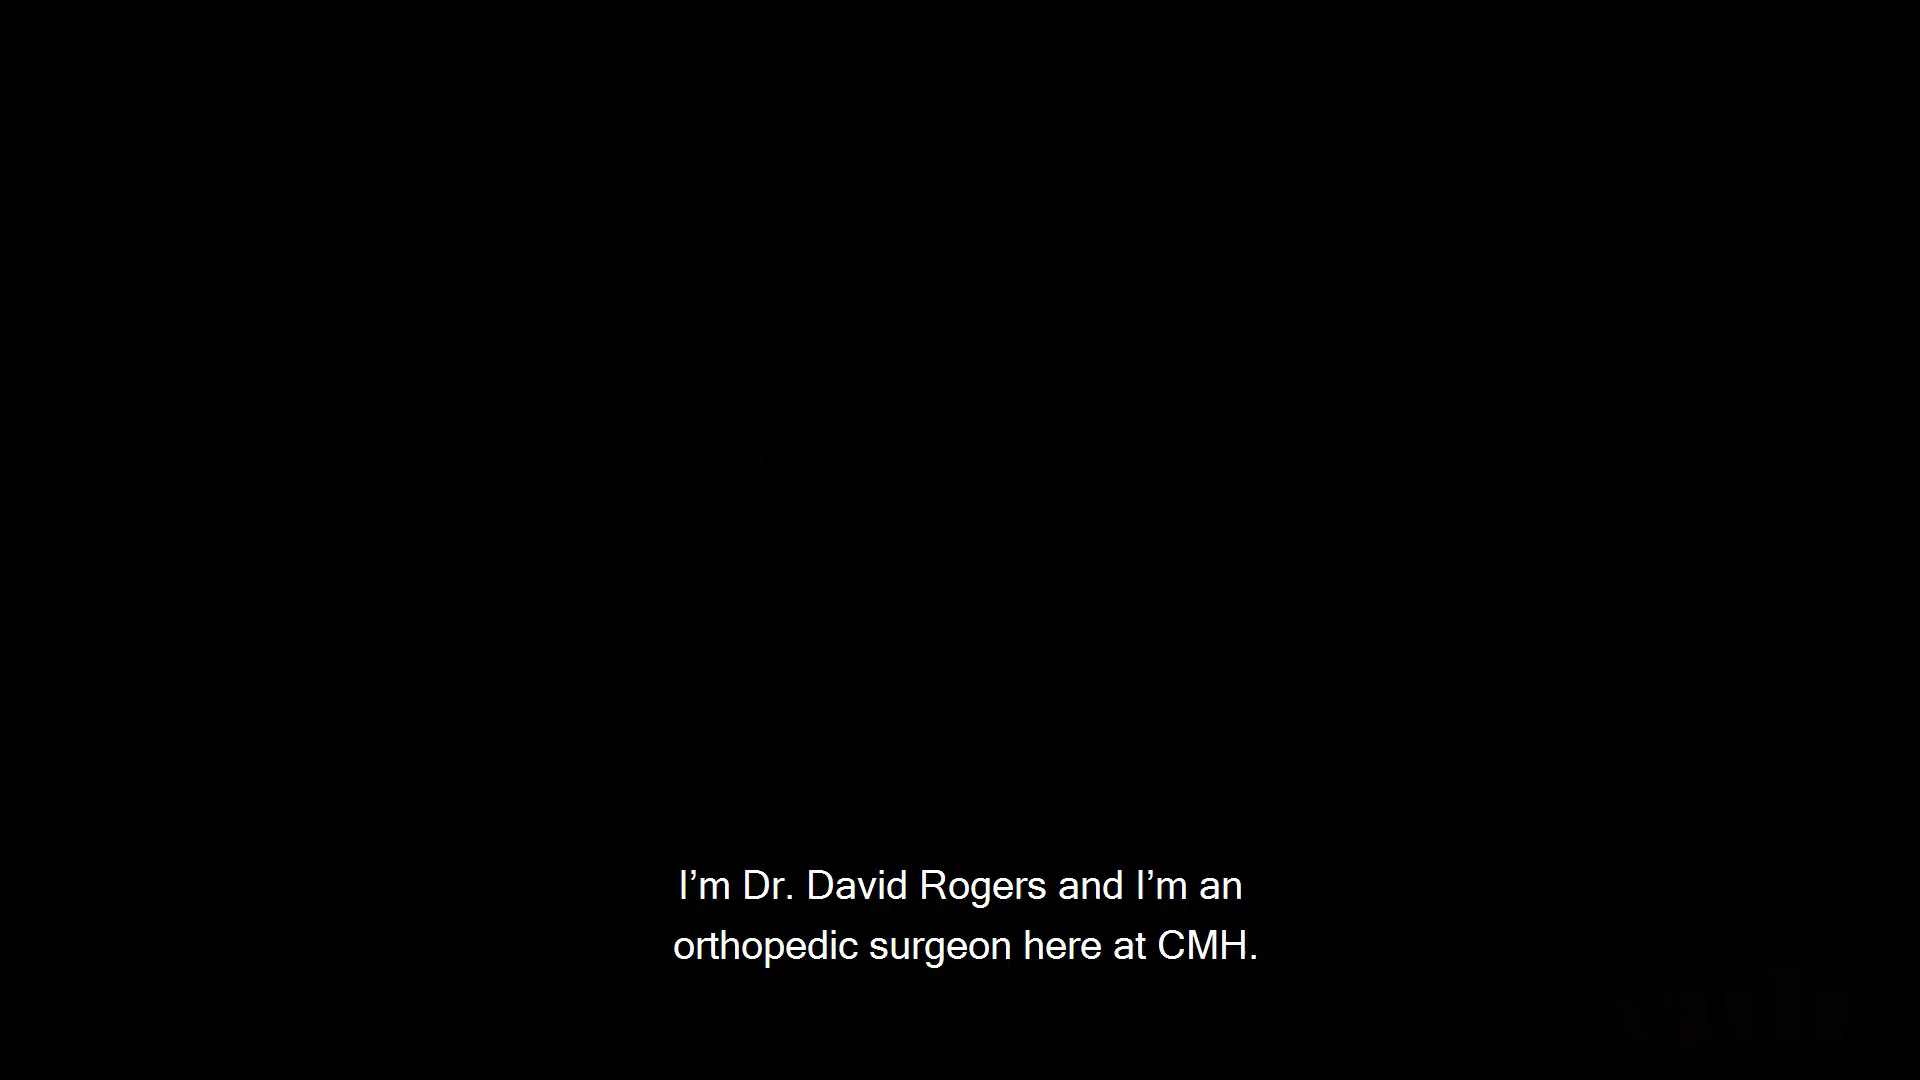 I’m Dr. David Rogers and I’m an
orthopedic surgeon here at CMH.